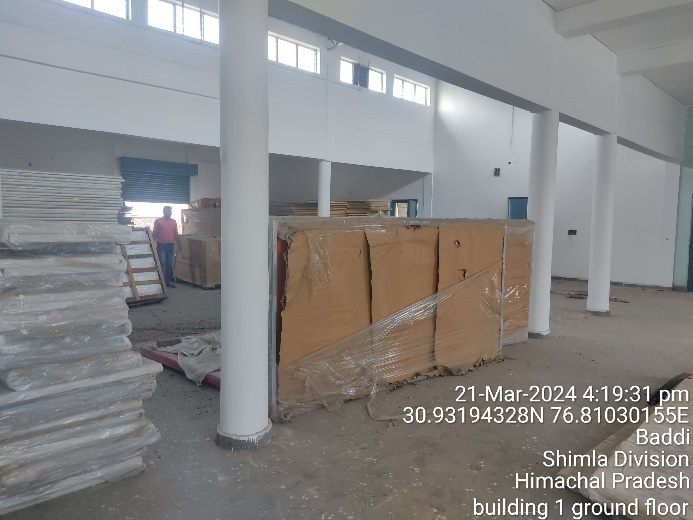 21-Mar-2024 4:19:31 pm
30.93194328N 76.81030155E
Baddi
Shimla Division
Himachal Pradesh
building 1 ground floor